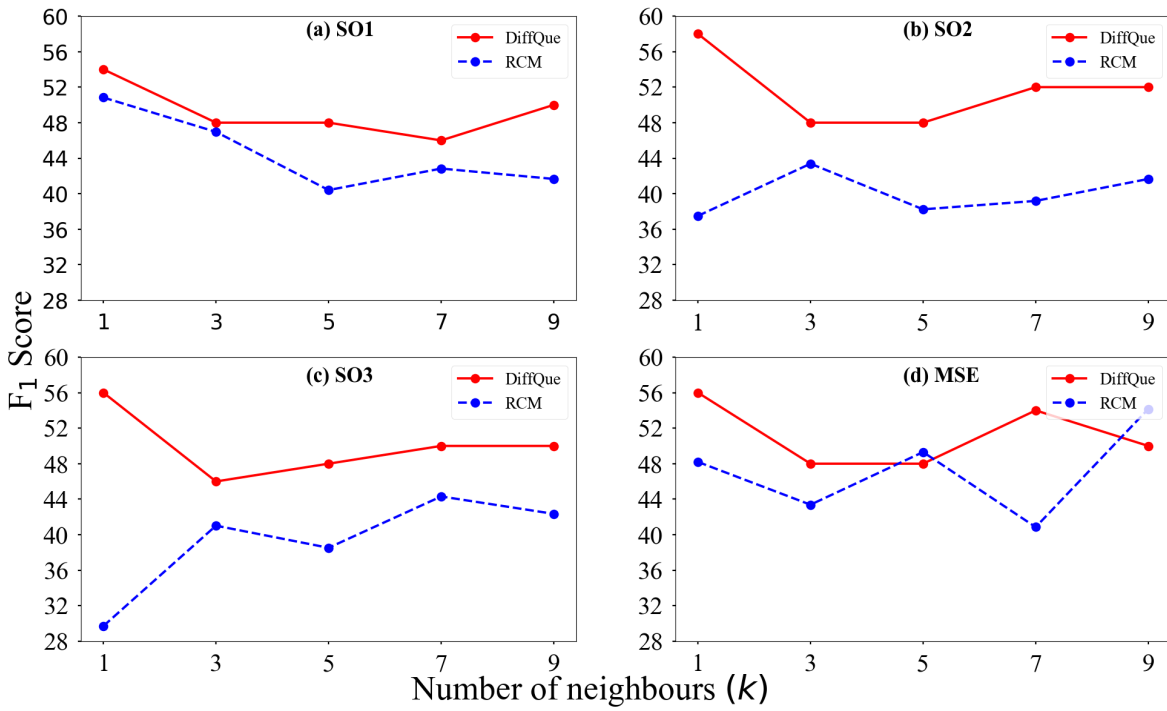 (a) SO1
DiffQue
RCM
60
56
52
48
44
40
36
32
28
1 3 5 7 9
(b) SO2
DiffQue
RCM
60
56
52
48
44
40
36
32
28
1 3 5 7 9
(c) SO3
DiffQue
RCM
60
56
52
48
44
40
36
32
28
1 3 5 7 9
(d) MSE
DiffQue
RCM
60
56
52
48
44
40
36
32
28
1 3 5 7 9
F₁ Score
Number of neighbours (k)